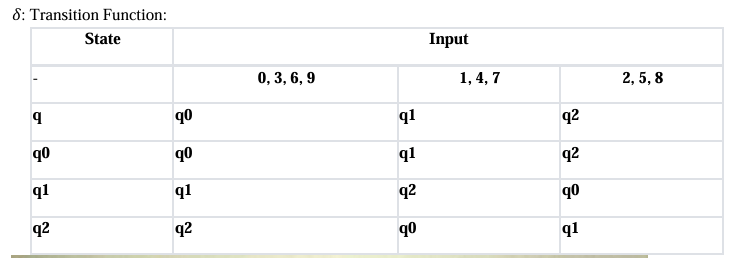 δ: Transition Function:
State Input
- 0, 3, 6, 9 1, 4, 7 2, 5, 8
q q0 q1 q2
q0 q0 q1 q2
q1 q1 q2 q0
q2 q2 q0 q1